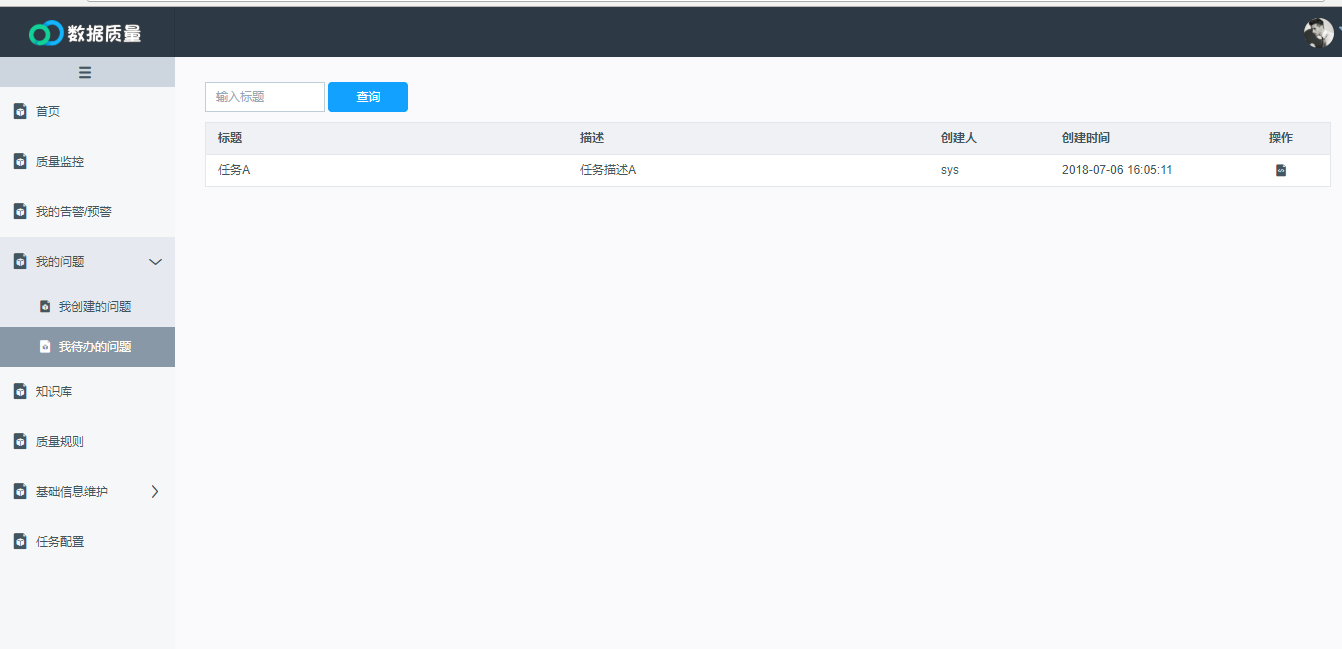 数据质量
首页
质量监控
我的告警/预警
我的问题
我创建的问题
我待办的问题
知识库
质量规则
基础信息维护
任务配置
输入标题 查询
标题 描述 创建人 创建时间 操作
任务A 任务描述A sys 2018-07-06 16:05:11